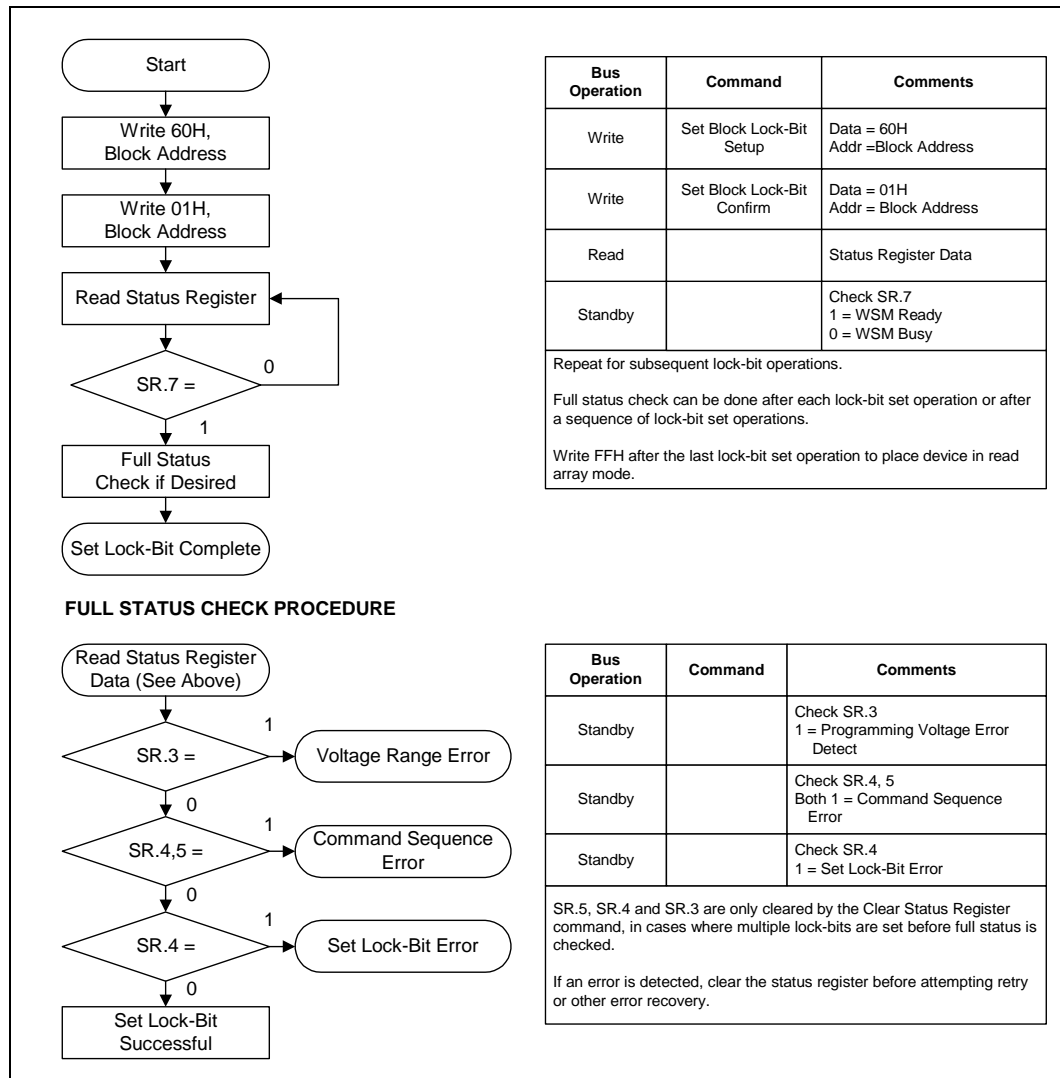 Start
Write 60H,
Block Address
Write 01H,
Block Address
Read Status Register
SR.7 =
0
1
Full Status
Check if Desired
Set Lock-Bit Complete
Bus
Operation
Command
Comments
Write
Set Block Lock-Bit
Setup
Data = 60H
Addr =Block Address
Write
Set Block Lock-Bit
Confirm
Data = 01H
Addr = Block Address
Read
Status Register Data
Standby
Check SR.7
1 = WSM Ready
0 = WSM Busy
Repeat for subsequent lock-bit operations.
Full status check can be done after each lock-bit set operation or after
a sequence of lock-bit set operations.
Write FFH after the last lock-bit set operation to place device in read
array mode.
FULL STATUS CHECK PROCEDURE
Read Status Register
Data (See Above)
SR.3 =
1
Voltage Range Error
0
SR.4,5 =
1
Command Sequence
Error
0
SR.4 =
1
Set Lock-Bit Error
0
Set Lock-Bit
Successful
Bus
Operation
Command
Comments
Standby
Check SR.3
1 = Programming Voltage Error
Detect
Standby
Check SR.4, 5
Both 1 = Command Sequence
Error
Standby
Check SR.4
1 = Set Lock-Bit Error
SR.5, SR.4 and SR.3 are only cleared by the Clear Status Register
command, in cases where multiple lock-bits are set before full status is
checked.
If an error is detected, clear the status register before attempting retry
or other error recovery.